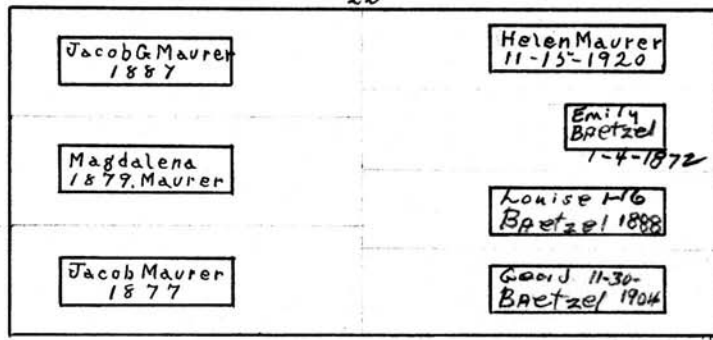 22
Jacob G Maurer
1887
Magdalena
1879. Maurer
Jacob Maurer
1877
Helen Maurer
11-15-1920
Emily
Baetzel
1-4-1872
Louise 1-16
Baetzel 1888
11-30-
Baetzel 1904